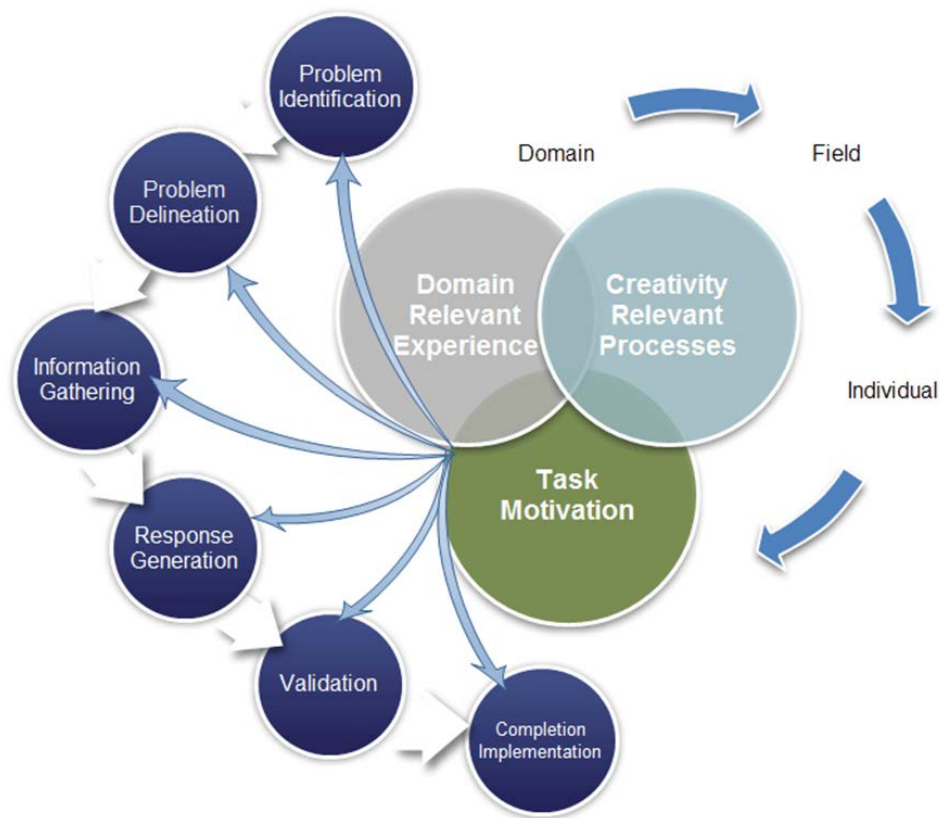 Problem
Identification
Problem
Delineation
Information
Gathering
Response
Generation
Validation
Completion
Implementation
Domain
Relevant
Experience
Creativity
Relevant
Processes
Task
Motivation
Domain
Field
Individual